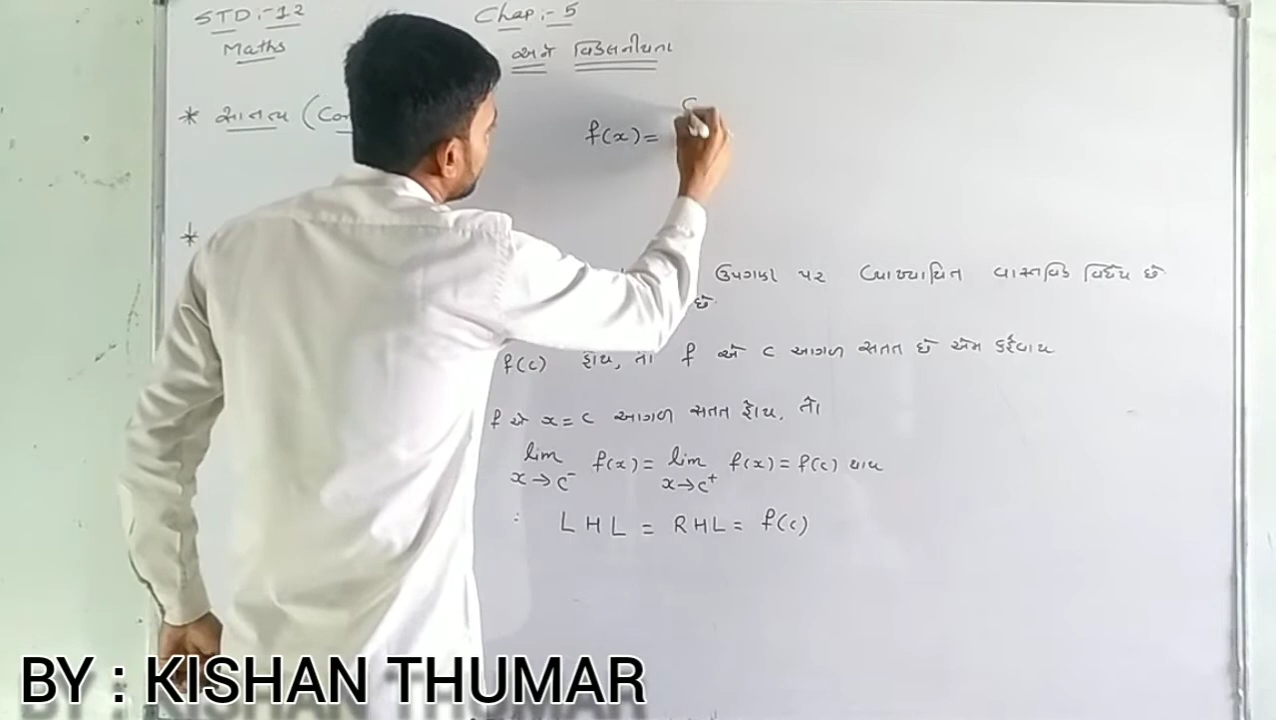 STD:-12 Chap:- 5
Maths અને વિકલનીયતા
* સાતત્ય (Con
f(x)=
*
ઉપગણ પર વ્યાખ્યાયિત વાસ્તવિક વિધેય છે
છે.
f(c) હોય, તો f એ c આગળ સતત છે એમ કહેવાય
f એ x = c આગળ સતત હોય, તો
lim x→c⁻ f(x) = lim x→c⁺ f(x) = f(c) થાય
: LHL = RHL = f(c)
BY : KISHAN THUMAR